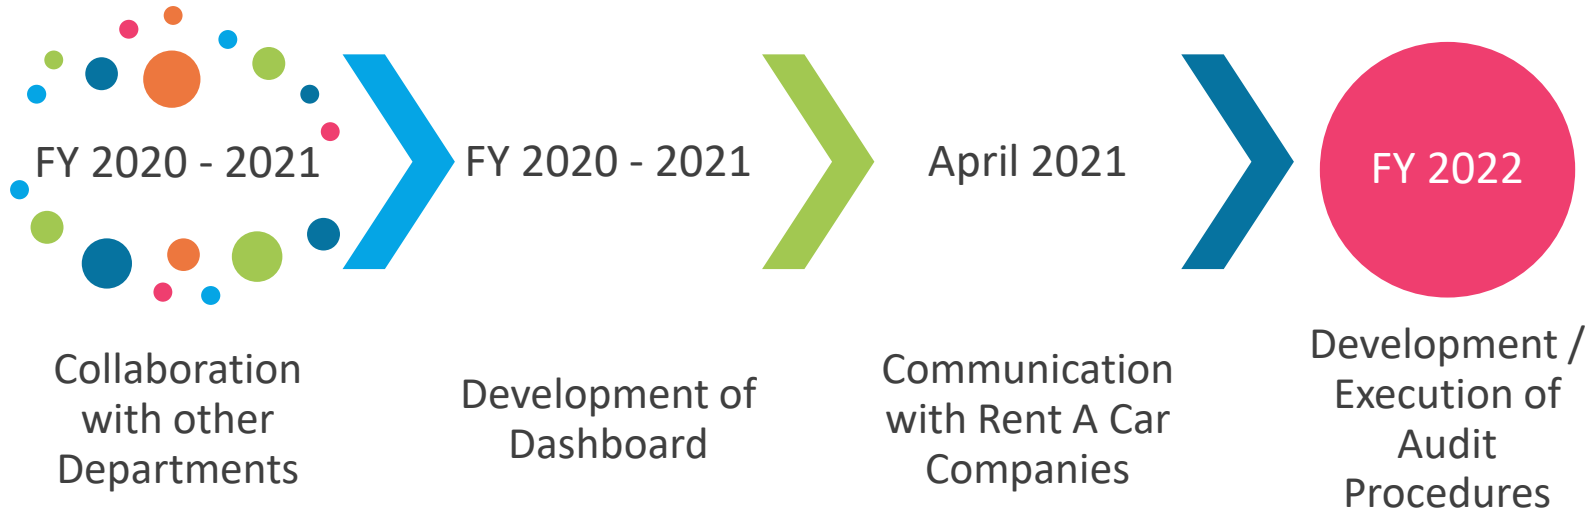 FY 2020 - 2021
Collaboration
with other
Departments
FY 2020 - 2021
Development of
Dashboard
April 2021
Communication
with Rent A Car
Companies
FY 2022
Development /
Execution of
Audit
Procedures